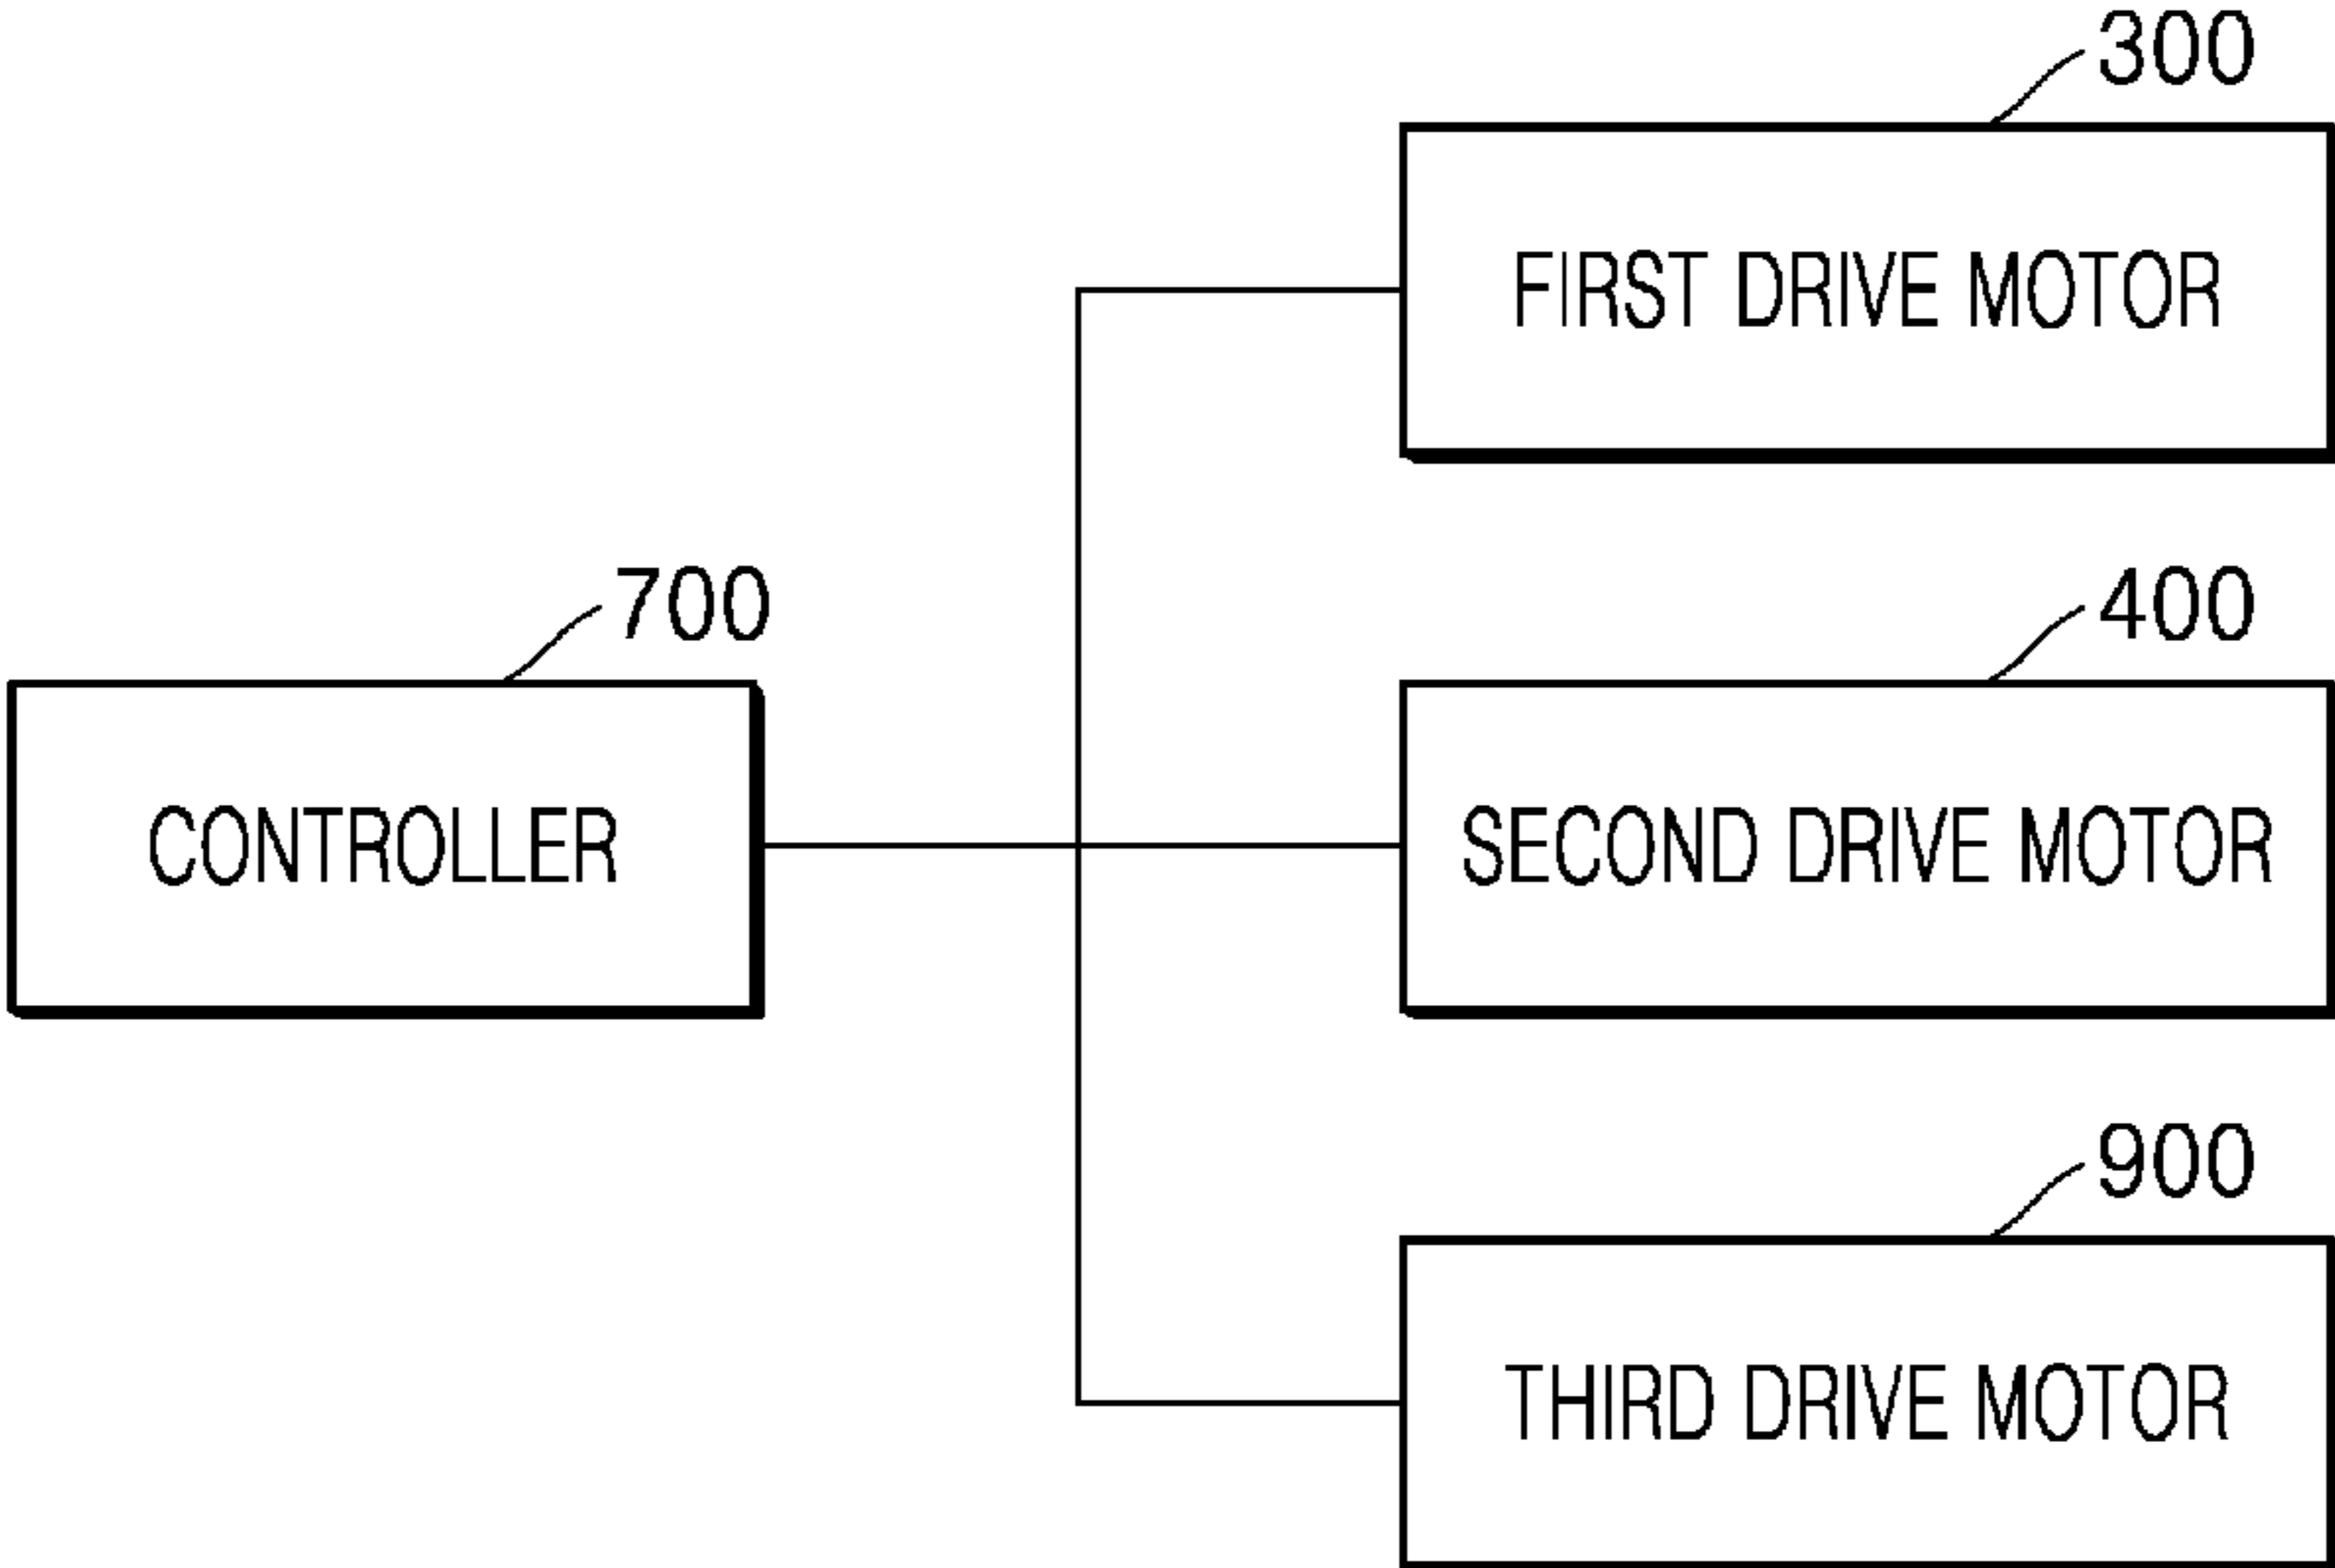 300
FIRST DRIVE MOTOR
700
400
CONTROLLER
SECOND DRIVE MOTOR
900
THIRD DRIVE MOTOR